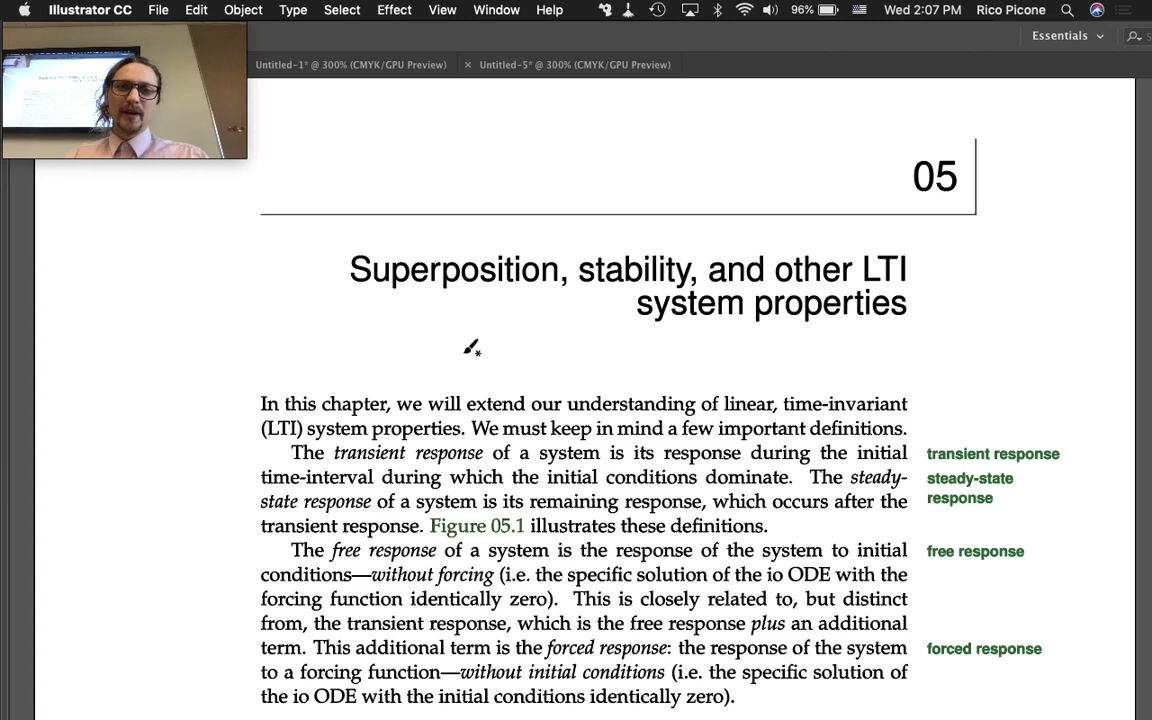 Illustrator CC File Edit Object Type Select Effect View Window Help 96% Wed 2:07 PM Rico Picone
Essentials
Untitled-1* @ 300% (CMYK/GPU Preview) × Untitled-5* @ 300% (CMYK/GPU Preview)
05
Superposition, stability, and other LTI
system properties
In this chapter, we will extend our understanding of linear, time-invariant
(LTI) system properties. We must keep in mind a few important definitions.
The transient response of a system is its response during the initial transient response
time-interval during which the initial conditions dominate. The steady- steady-state
state response of a system is its remaining response, which occurs after the response
transient response. Figure 05.1 illustrates these definitions.
The free response of a system is the response of the system to initial free response
conditions—without forcing (i.e. the specific solution of the io ODE with the
forcing function identically zero). This is closely related to, but distinct
from, the transient response, which is the free response plus an additional
term. This additional term is the forced response: the response of the system forced response
to a forcing function—without initial conditions (i.e. the specific solution of
the io ODE with the initial conditions identically zero).